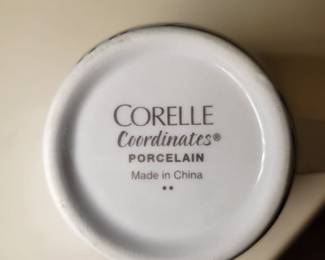 CORELLE
Coordinates®
PORCELAIN
Made in China